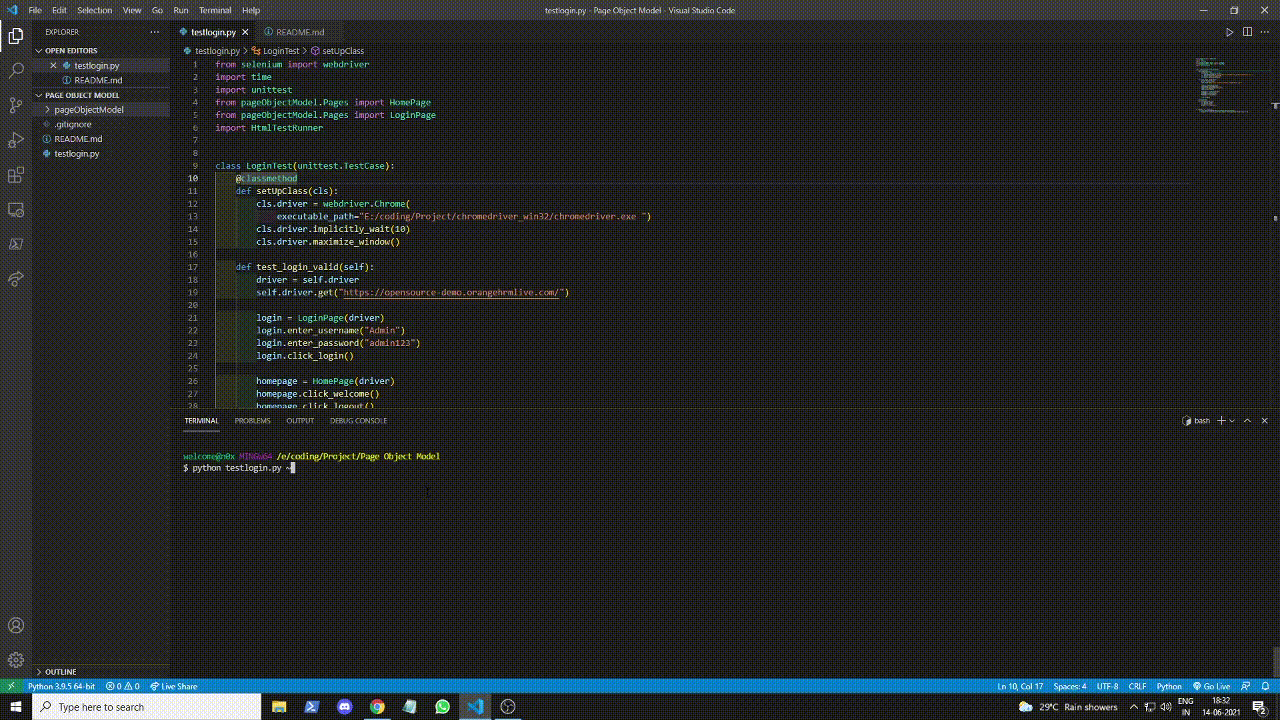 File Edit Selection View Go Run Terminal Help
testlogin.py - Page Object Model - Visual Studio Code
EXPLORER
OPEN EDITORS
testlogin.py
README.md
PAGE OBJECT MODEL
pageObjectModel
.gitignore
README.md
testlogin.py
OUTLINE
testlogin.py
README.md
testlogin.py > LoginTest > setUpClass
1 from selenium import webdriver
2 import time
3 import unittest
4 from pageObjectModel.Pages import HomePage
5 from pageObjectModel.Pages import LoginPage
6 import HtmlTestRunner
7
8
9 class LoginTest(unittest.TestCase):
10 @classmethod
11 def setUpClass(cls):
12 cls.driver = webdriver.Chrome(
13 executable_path="E:/coding/Project/chromedriver_win32/chromedriver.exe ")
14 cls.driver.implicitly_wait(10)
15 cls.driver.maximize_window()
16
17 def test_login_valid(self):
18 driver = self.driver
19 self.driver.get("https://opensource-demo.orangehrmlive.com/")
20
21 login = LoginPage(driver)
22 login.enter_username("Admin")
23 login.enter_password("admin123")
24 login.click_login()
25
26 homepage = HomePage(driver)
27 homepage.click_welcome()
28 homepage.click_logout()
TERMINAL PROBLEMS OUTPUT DEBUG CONSOLE
bash
welcome@n0x MINGW64 /e/coding/Project/Page Object Model
$ python testlogin.py ~
Python 3.9.5 64-bit 0 0 Live Share
Ln 10, Col 17 Spaces: 4 UTF-8 CRLF Python Go Live
Type here to search
29°C Rain showers
ENG
IN
18:32
14-06-2021
2